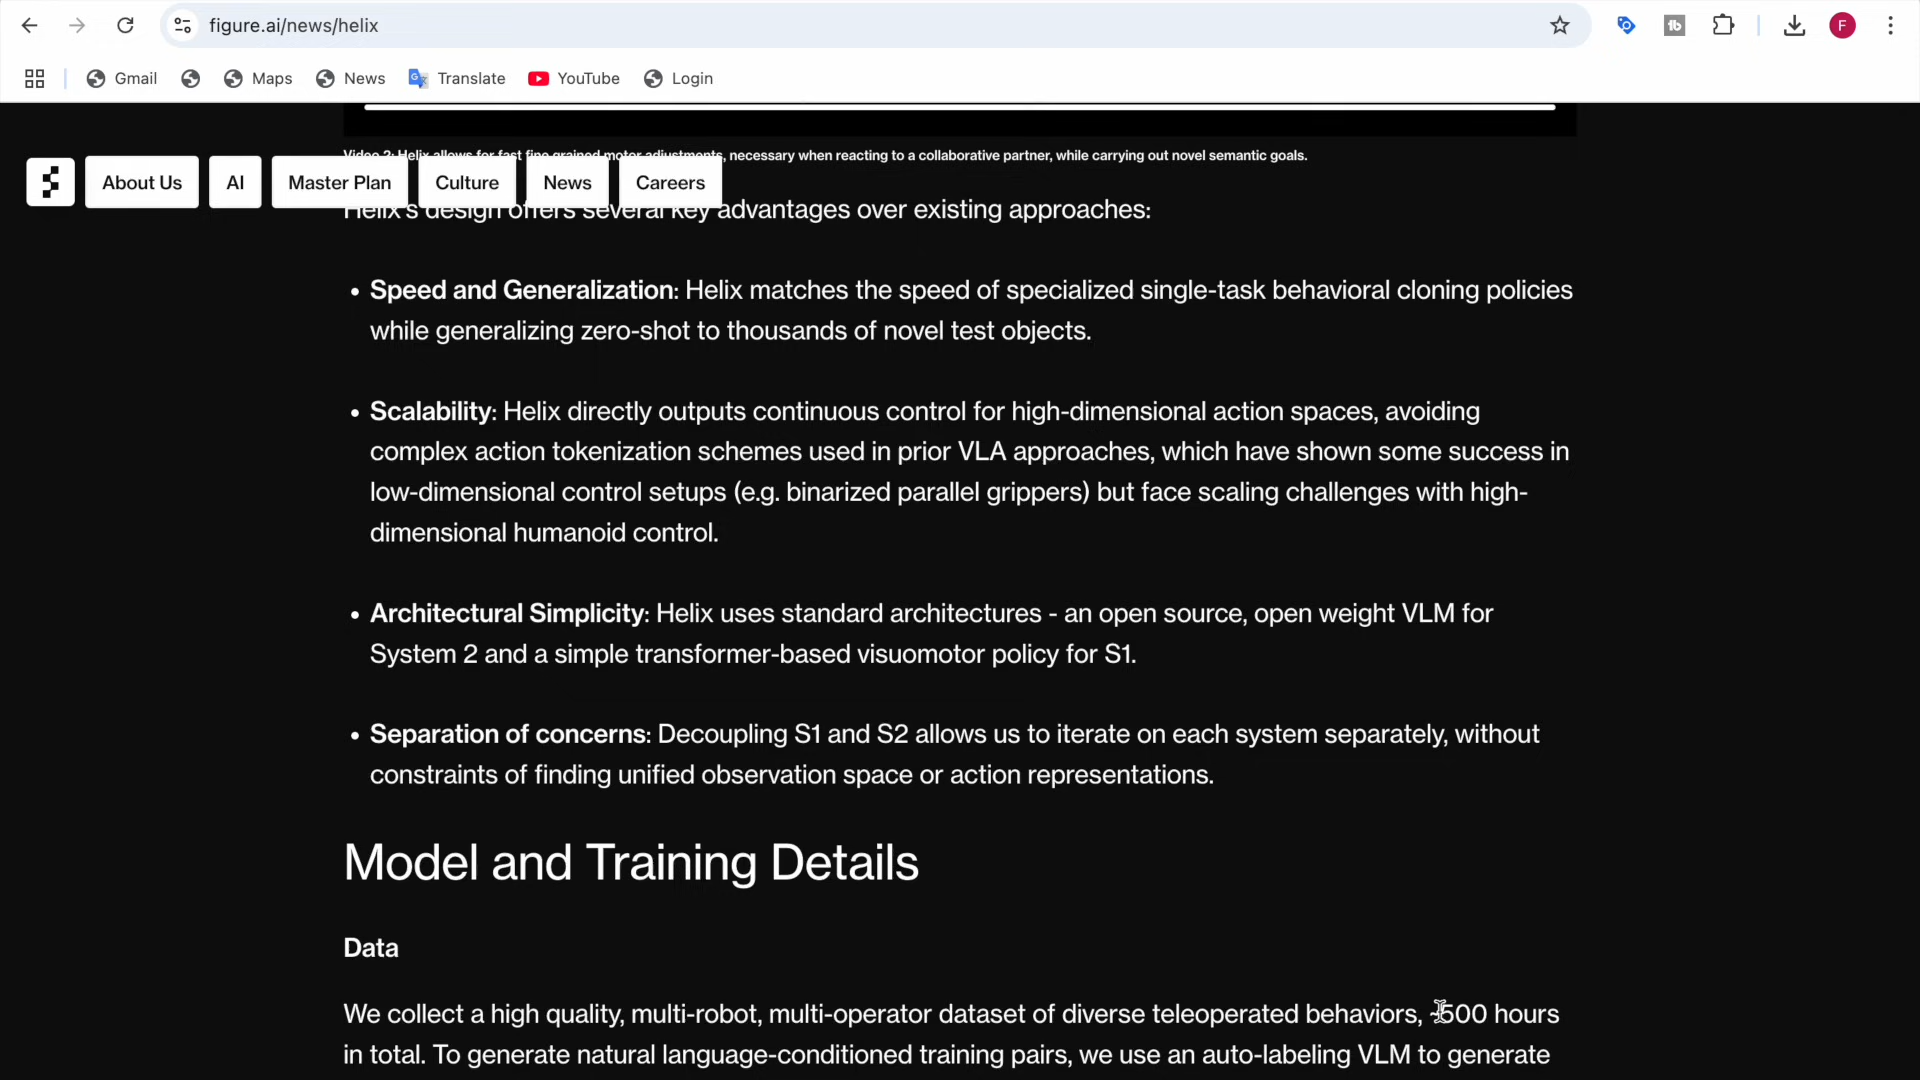 figure.ai/news/helix
F
Gmail
Maps
News
Translate
YouTube
Login
Video 2: Helix allows for fast fine grained motor adjustments, necessary when reacting to a collaborative partner, while carrying out novel semantic goals.
About Us
AI
Master Plan
Culture
News
Careers
Helix's design offers several key advantages over existing approaches:
• Speed and Generalization: Helix matches the speed of specialized single-task behavioral cloning policies
while generalizing zero-shot to thousands of novel test objects.
• Scalability: Helix directly outputs continuous control for high-dimensional action spaces, avoiding
complex action tokenization schemes used in prior VLA approaches, which have shown some success in
low-dimensional control setups (e.g. binarized parallel grippers) but face scaling challenges with high-
dimensional humanoid control.
• Architectural Simplicity: Helix uses standard architectures - an open source, open weight VLM for
System 2 and a simple transformer-based visuomotor policy for S1.
• Separation of concerns: Decoupling S1 and S2 allows us to iterate on each system separately, without
constraints of finding unified observation space or action representations.
Model and Training Details
Data
We collect a high quality, multi-robot, multi-operator dataset of diverse teleoperated behaviors, ~500 hours
in total. To generate natural language-conditioned training pairs, we use an auto-labeling VLM to generate